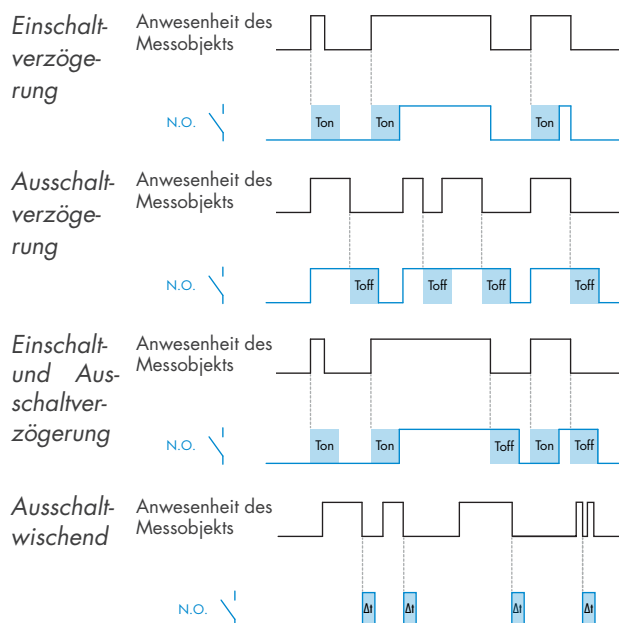 Einschalt-
verzöge-
rung
Anwesenheit des
Messobjekts
N.O.
Ton
Ton
Ton
Ausschalt-
verzöge-
rung
Anwesenheit des
Messobjekts
N.O.
Toff
Toff
Toff
Toff
Einschalt-
und Aus-
schaltver-
zögerung
Anwesenheit des
Messobjekts
N.O.
Ton
Ton
Toff
Ton
Toff
Ausschalt-
wischend
Anwesenheit des
Messobjekts
N.O.
Δt
Δt
Δt
Δt